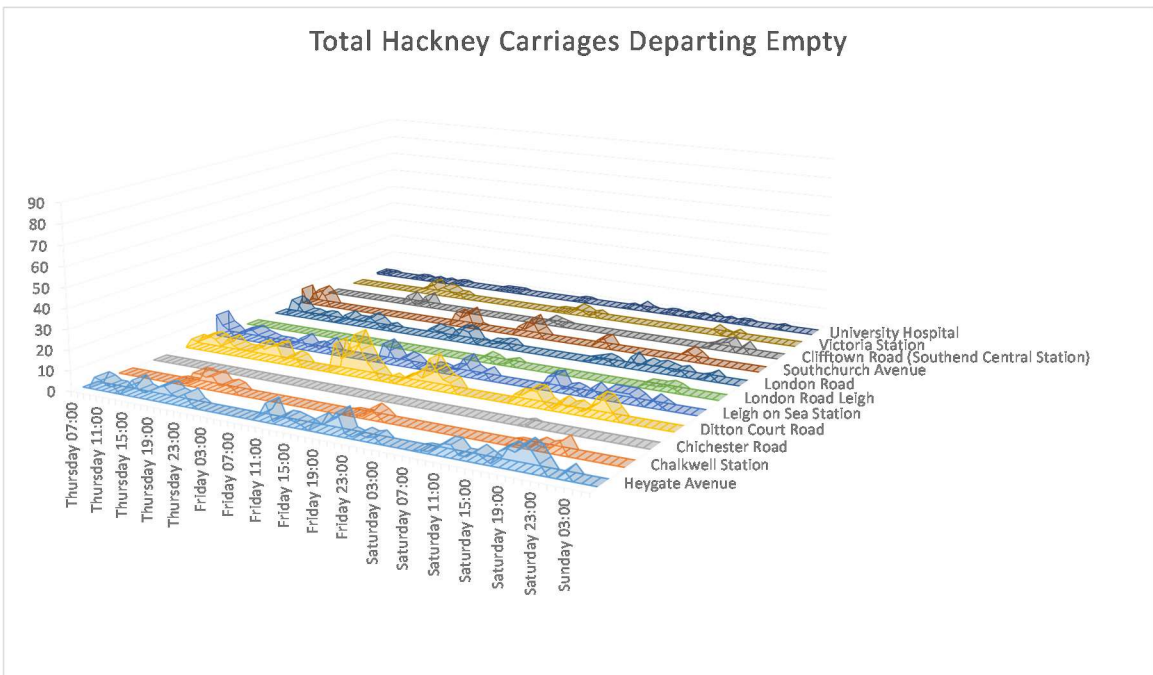 Total Hackney Carriages Departing Empty
90
80
70
60
50
40
30
20
10
0
Thursday 07:00
Thursday 11:00
Thursday 15:00
Thursday 19:00
Thursday 23:00
Friday 03:00
Friday 07:00
Friday 11:00
Friday 15:00
Friday 19:00
Friday 23:00
Saturday 03:00
Saturday 07:00
Saturday 11:00
Saturday 15:00
Saturday 19:00
Saturday 23:00
Sunday 03:00
University Hospital
Victoria Station
Clifftown Road (Southend Central Station)
Southchurch Avenue
London Road
London Road Leigh
Leigh on Sea Station
Ditton Court Road
Chichester Road
Chalkwell Station
Heygate Avenue